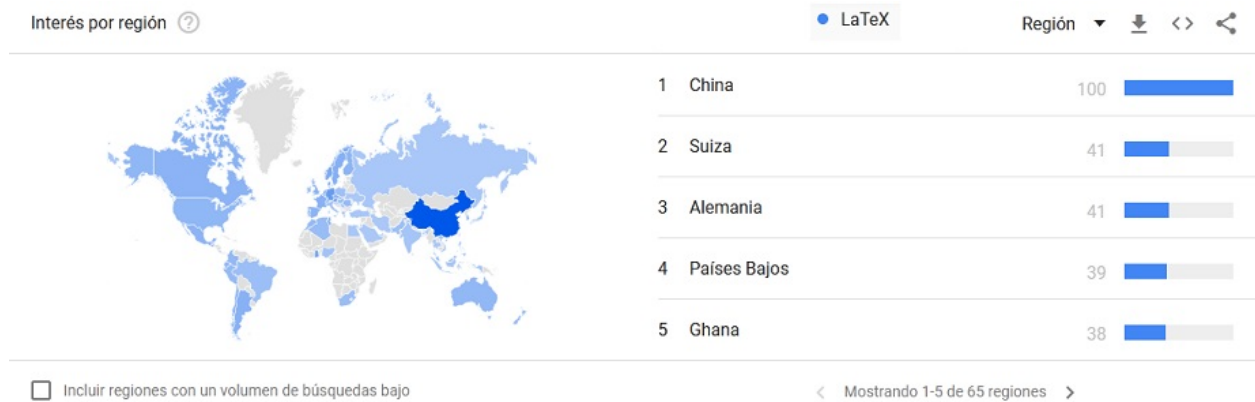 Interés por región ?
LaTeX
Región
1 China 100
2 Suiza 41
3 Alemania 41
4 Países Bajos 39
5 Ghana 38
Incluir regiones con un volumen de búsquedas bajo
Mostrando 1-5 de 65 regiones